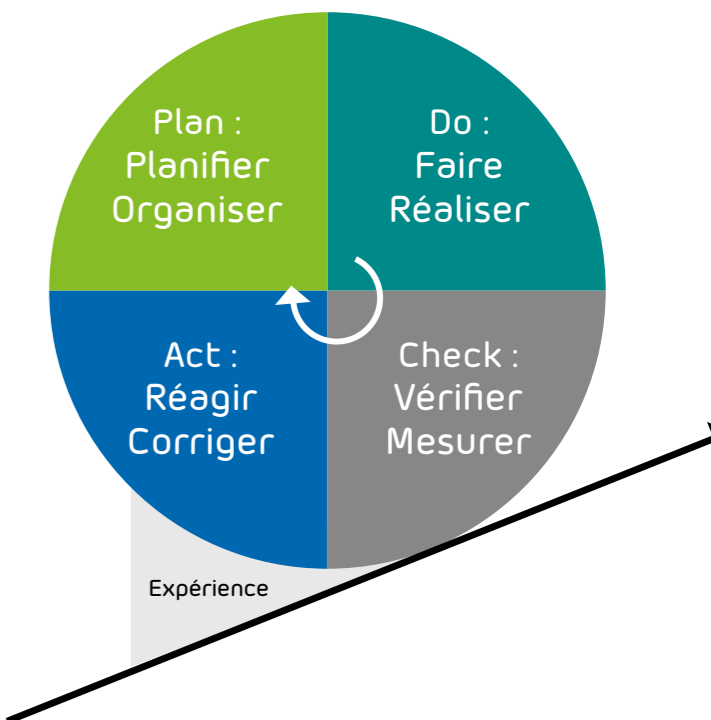 Plan :
Planifier
Organiser
Do :
Faire
Réaliser
Act :
Réagir
Corriger
Check :
Vérifier
Mesurer
Expérience